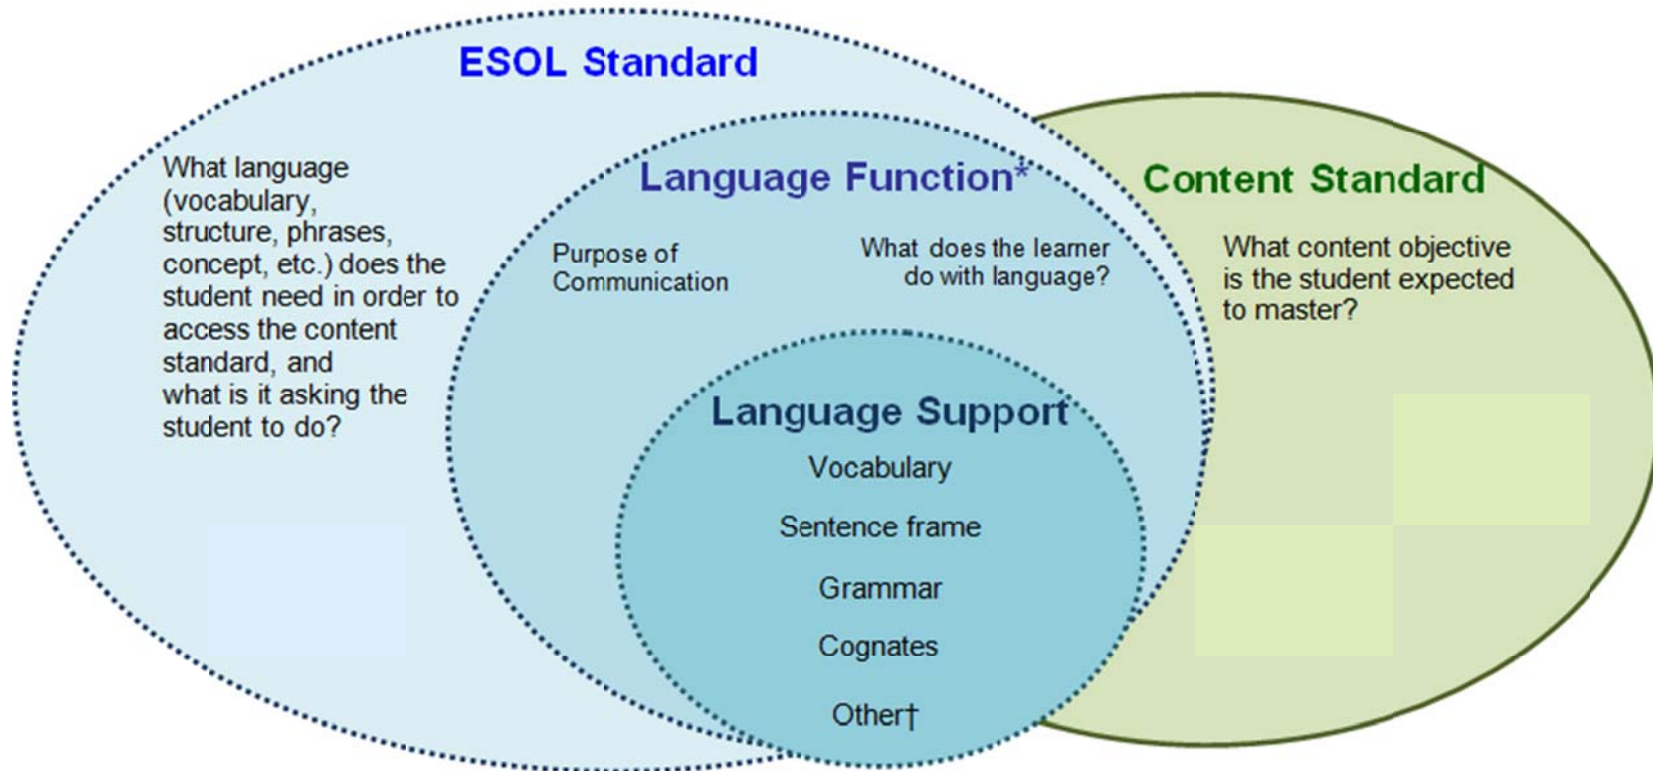 ESOL Standard
What language
(vocabulary,
structure, phrases,
concept, etc.) does the
student need in order to
access the content
standard, and
what is it asking the
student to do?
Language Function*
Purpose of
Communication
What does the learner
do with language?
Content Standard
What content objective
is the student expected
to master?
Language Support
Vocabulary
Sentence frame
Grammar
Cognates
Other†